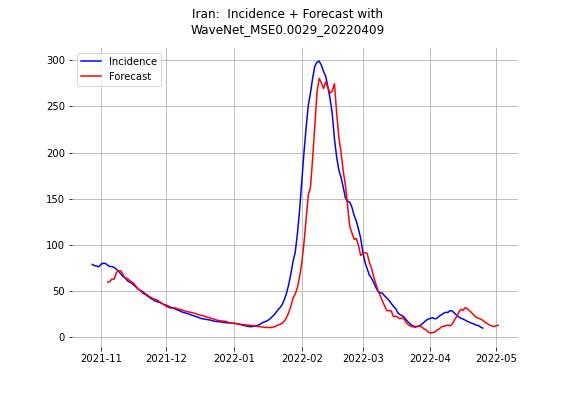 Iran:  Incidence + Forecast with
WaveNet_MSE0.0029_20220409
Incidence
Forecast
300
250
200
150
100
50
0
2021-11 2021-12 2022-01 2022-02 2022-03 2022-04 2022-05